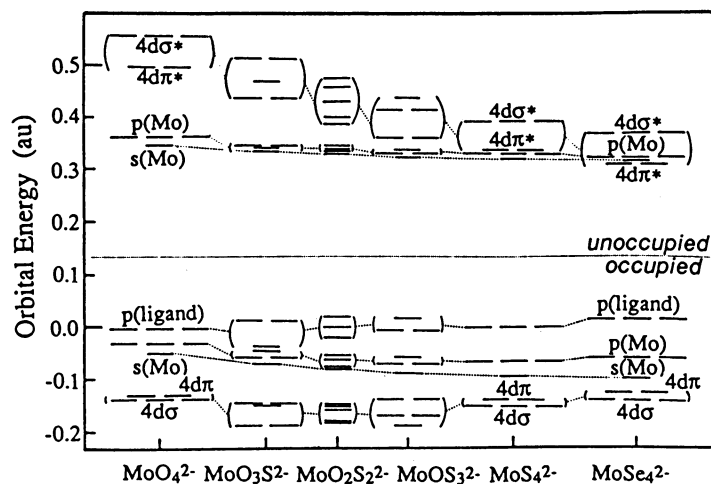 Orbital Energy (au)
0.5
0.4
0.3
0.2
0.1
0.0
-0.1
-0.2
4dσ*
4dπ*
p(Mo)
s(Mo)
4dσ*
4dπ*
4dσ*
p(Mo)
4dπ*
unoccupied
occupied
p(ligand)
s(Mo)
4dπ
4dσ
4dπ
4dσ
p(ligand)
p(Mo)
s(Mo)
4dπ
4dσ
MoO₄²⁻ MoO₃S²⁻ MoO₂S₂²⁻ MoOS₃²⁻ MoS₄²⁻ MoSe₄²⁻